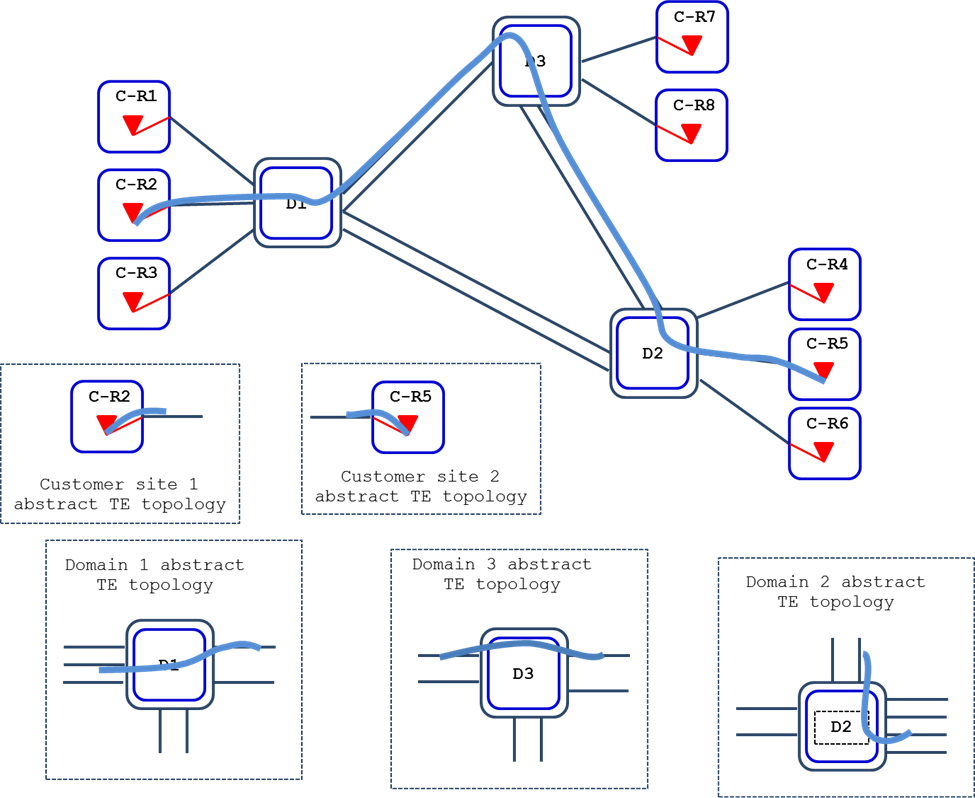 C-R7
D3
C-R8
C-R1
C-R2
D1
C-R3
C-R4
D2
C-R5
C-R6
C-R2
Customer site 1
abstract TE topology
C-R5
Customer site 2
abstract TE topology
Domain 1 abstract
TE topology
D1
Domain 3 abstract
TE topology
D3
Domain 2 abstract
TE topology
D2